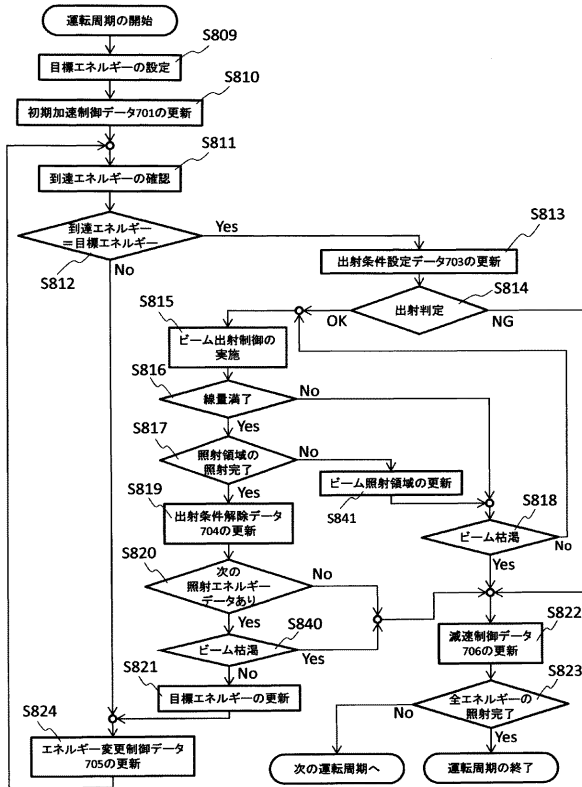 運転周期の開始
S809
目標エネルギーの設定
S810
初期加速制御データ701の更新
S811
到達エネルギーの確認
到達エネルギー
＝目標エネルギー
Yes
S812
No
S813
出射条件設定データ703の更新
S814
出射判定
OK
NG
S815
ビーム出射制御の
実施
S816
線量満了
No
Yes
S817
照射領域の
照射完了
No
Yes
ビーム照射領域の更新
S841
S818
ビーム枯渇
No
Yes
S819
出射条件解除データ
704の更新
S820
次の
照射エネルギー
データあり
No
Yes
S840
ビーム枯渇
Yes
No
S821
目標エネルギーの更新
S822
減速制御データ
706の更新
S823
全エネルギーの
照射完了
No
Yes
S824
エネルギー変更制御データ
705の更新
次の運転周期へ
運転周期の終了